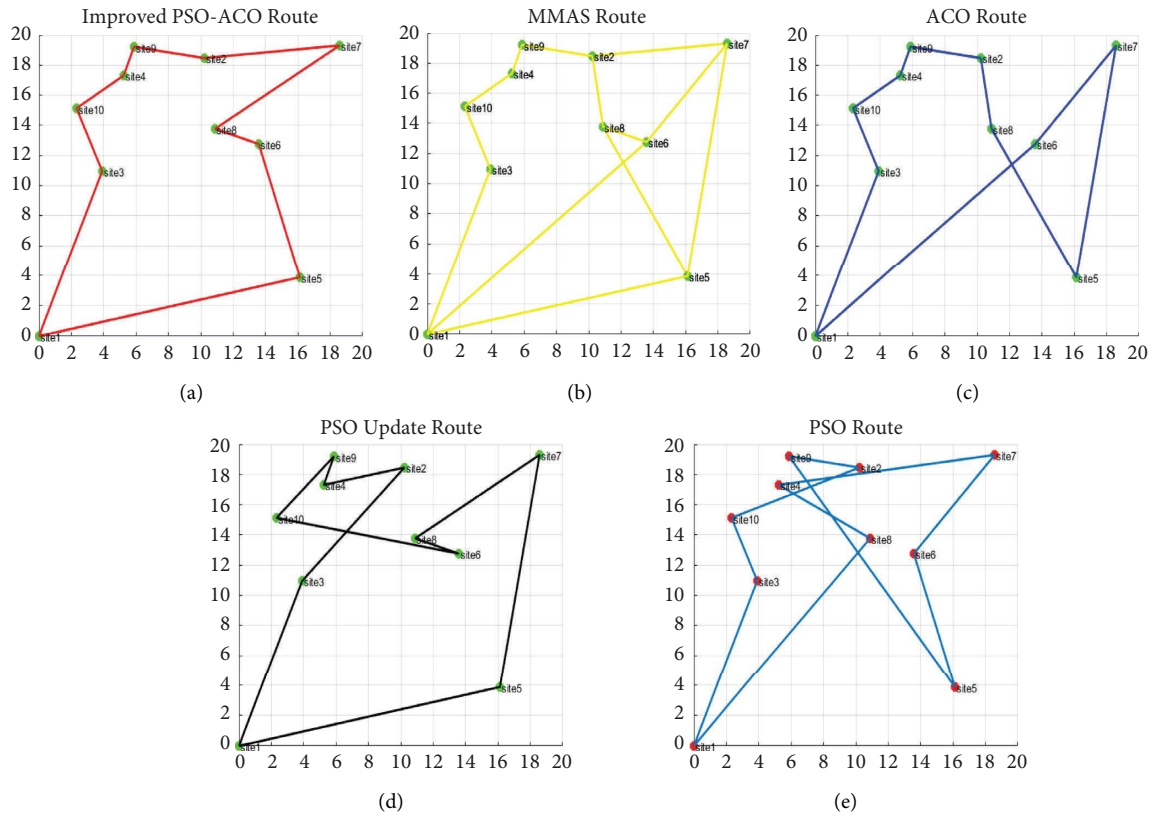 Improved PSO-ACO Route
20
18
16
14
12
10
8
6
4
2
0
site9
site2
site7
site4
site10
site8
site6
site3
site5
site1
0 2 4 6 8 10 12 14 16 18 20
(a)
MMAS Route
20
18
16
14
12
10
8
6
4
2
0
site9
site2
site7
site4
site10
site8
site6
site3
site5
site1
0 2 4 6 8 10 12 14 16 18 20
(b)
ACO Route
20
18
16
14
12
10
8
6
4
2
0
site9
site2
site7
site4
site10
site8
site6
site3
site5
site1
0 2 4 6 8 10 12 14 16 18 20
(c)
PSO Update Route
20
18
16
14
12
10
8
6
4
2
0
site9
site2
site7
site4
site10
site8
site6
site3
site5
site1
0 2 4 6 8 10 12 14 16 18 20
(d)
PSO Route
20
18
16
14
12
10
8
6
4
2
0
site9
site2
site7
site4
site10
site8
site6
site3
site5
site1
0 2 4 6 8 10 12 14 16 18 20
(e)